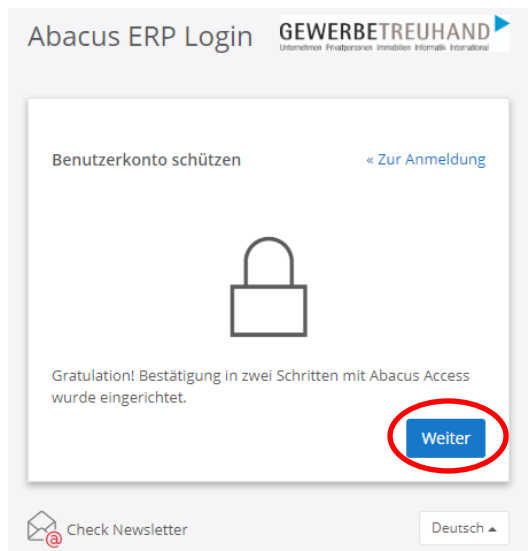 Abacus ERP Login
GEWERBETREUHAND
Unternehmen Privatpersonen Immobilien Informatik International
Benutzerkonto schützen
« Zur Anmeldung
Gratulation! Bestätigung in zwei Schritten mit Abacus Access
wurde eingerichtet.
Weiter
@ Check Newsletter
Deutsch